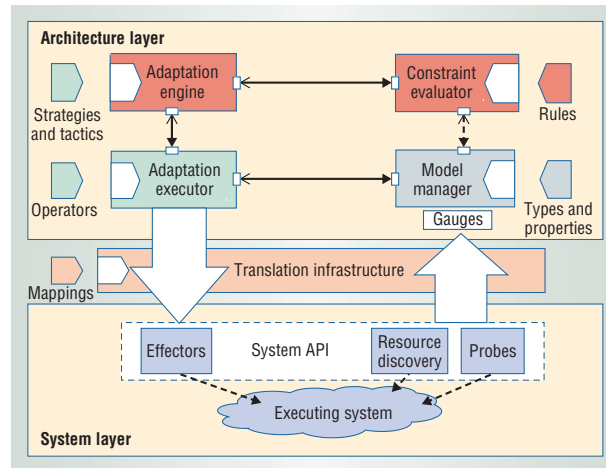 Architecture layer
Adaptation
engine
Constraint
evaluator
Strategies
and tactics
Rules
Adaptation
executor
Model
manager
Operators
Gauges
Types and
properties
Translation infrastructure
Mappings
Effectors
System API
Resource
discovery
Probes
Executing system
System layer